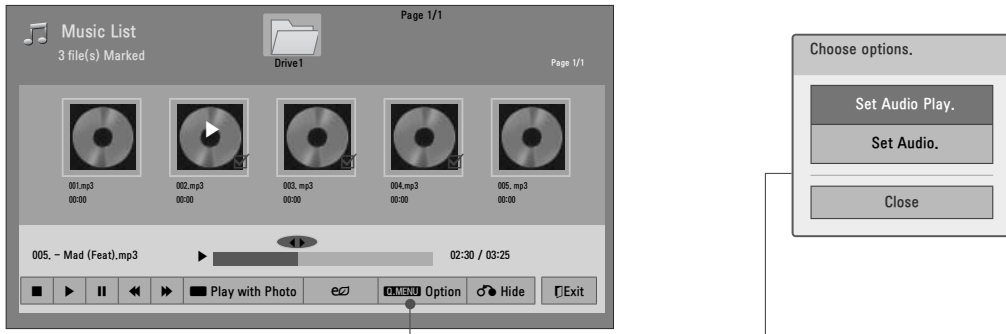 Page 1/1
Music List
3 file(s) Marked
Drive1
Page 1/1
001.mp3
00:00
002.mp3
00:00
003. mp3
00:00
004.mp3
00:00
005. mp3
00:00
005. – Mad (Feat).mp3
02:30 / 03:25
Play with Photo
Q.MENU Option
Hide
Exit
Choose options.
Set Audio Play.
Set Audio.
Close